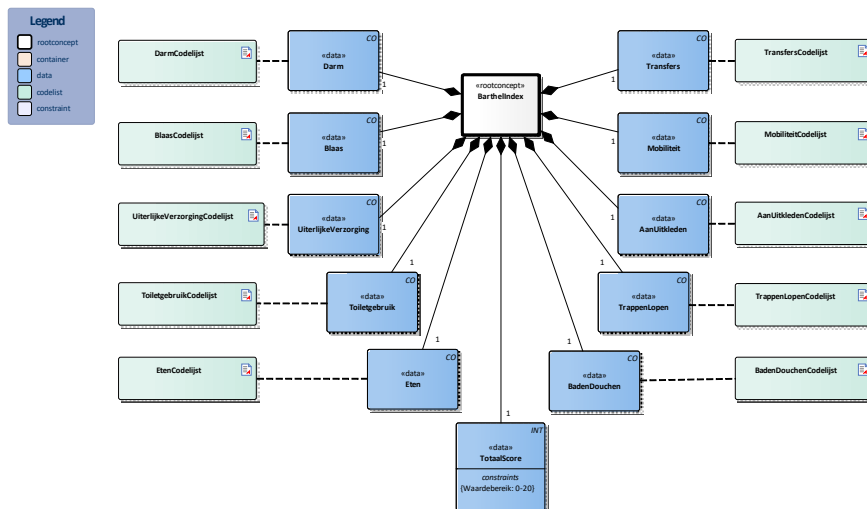 Legend
rootconcept
container
data
codelist
constraint
DarmCodelijst
CO
«data»
Darm
1
«rootconcept»
BarthelIndex
CO
«data»
Transfers
1
TransfersCodelijst
BlaasCodelijst
CO
«data»
Blaas
1
CO
«data»
Mobiliteit
1
MobiliteitCodelijst
UiterlijkeVerzorgingCodelijst
CO
«data»
UiterlijkeVerzorging
1
CO
«data»
AanUitkleden
1
AanUitkledenCodelijst
ToiletgebruikCodelijst
CO
«data»
Toiletgebruik
1
CO
«data»
TrappenLopen
1
TrappenLopenCodelijst
EtenCodelijst
CO
«data»
Eten
1
CO
«data»
BadenDouchen
1
BadenDouchenCodelijst
1
INT
«data»
TotaalScore
constraints
{Waardebereik: 0-20}